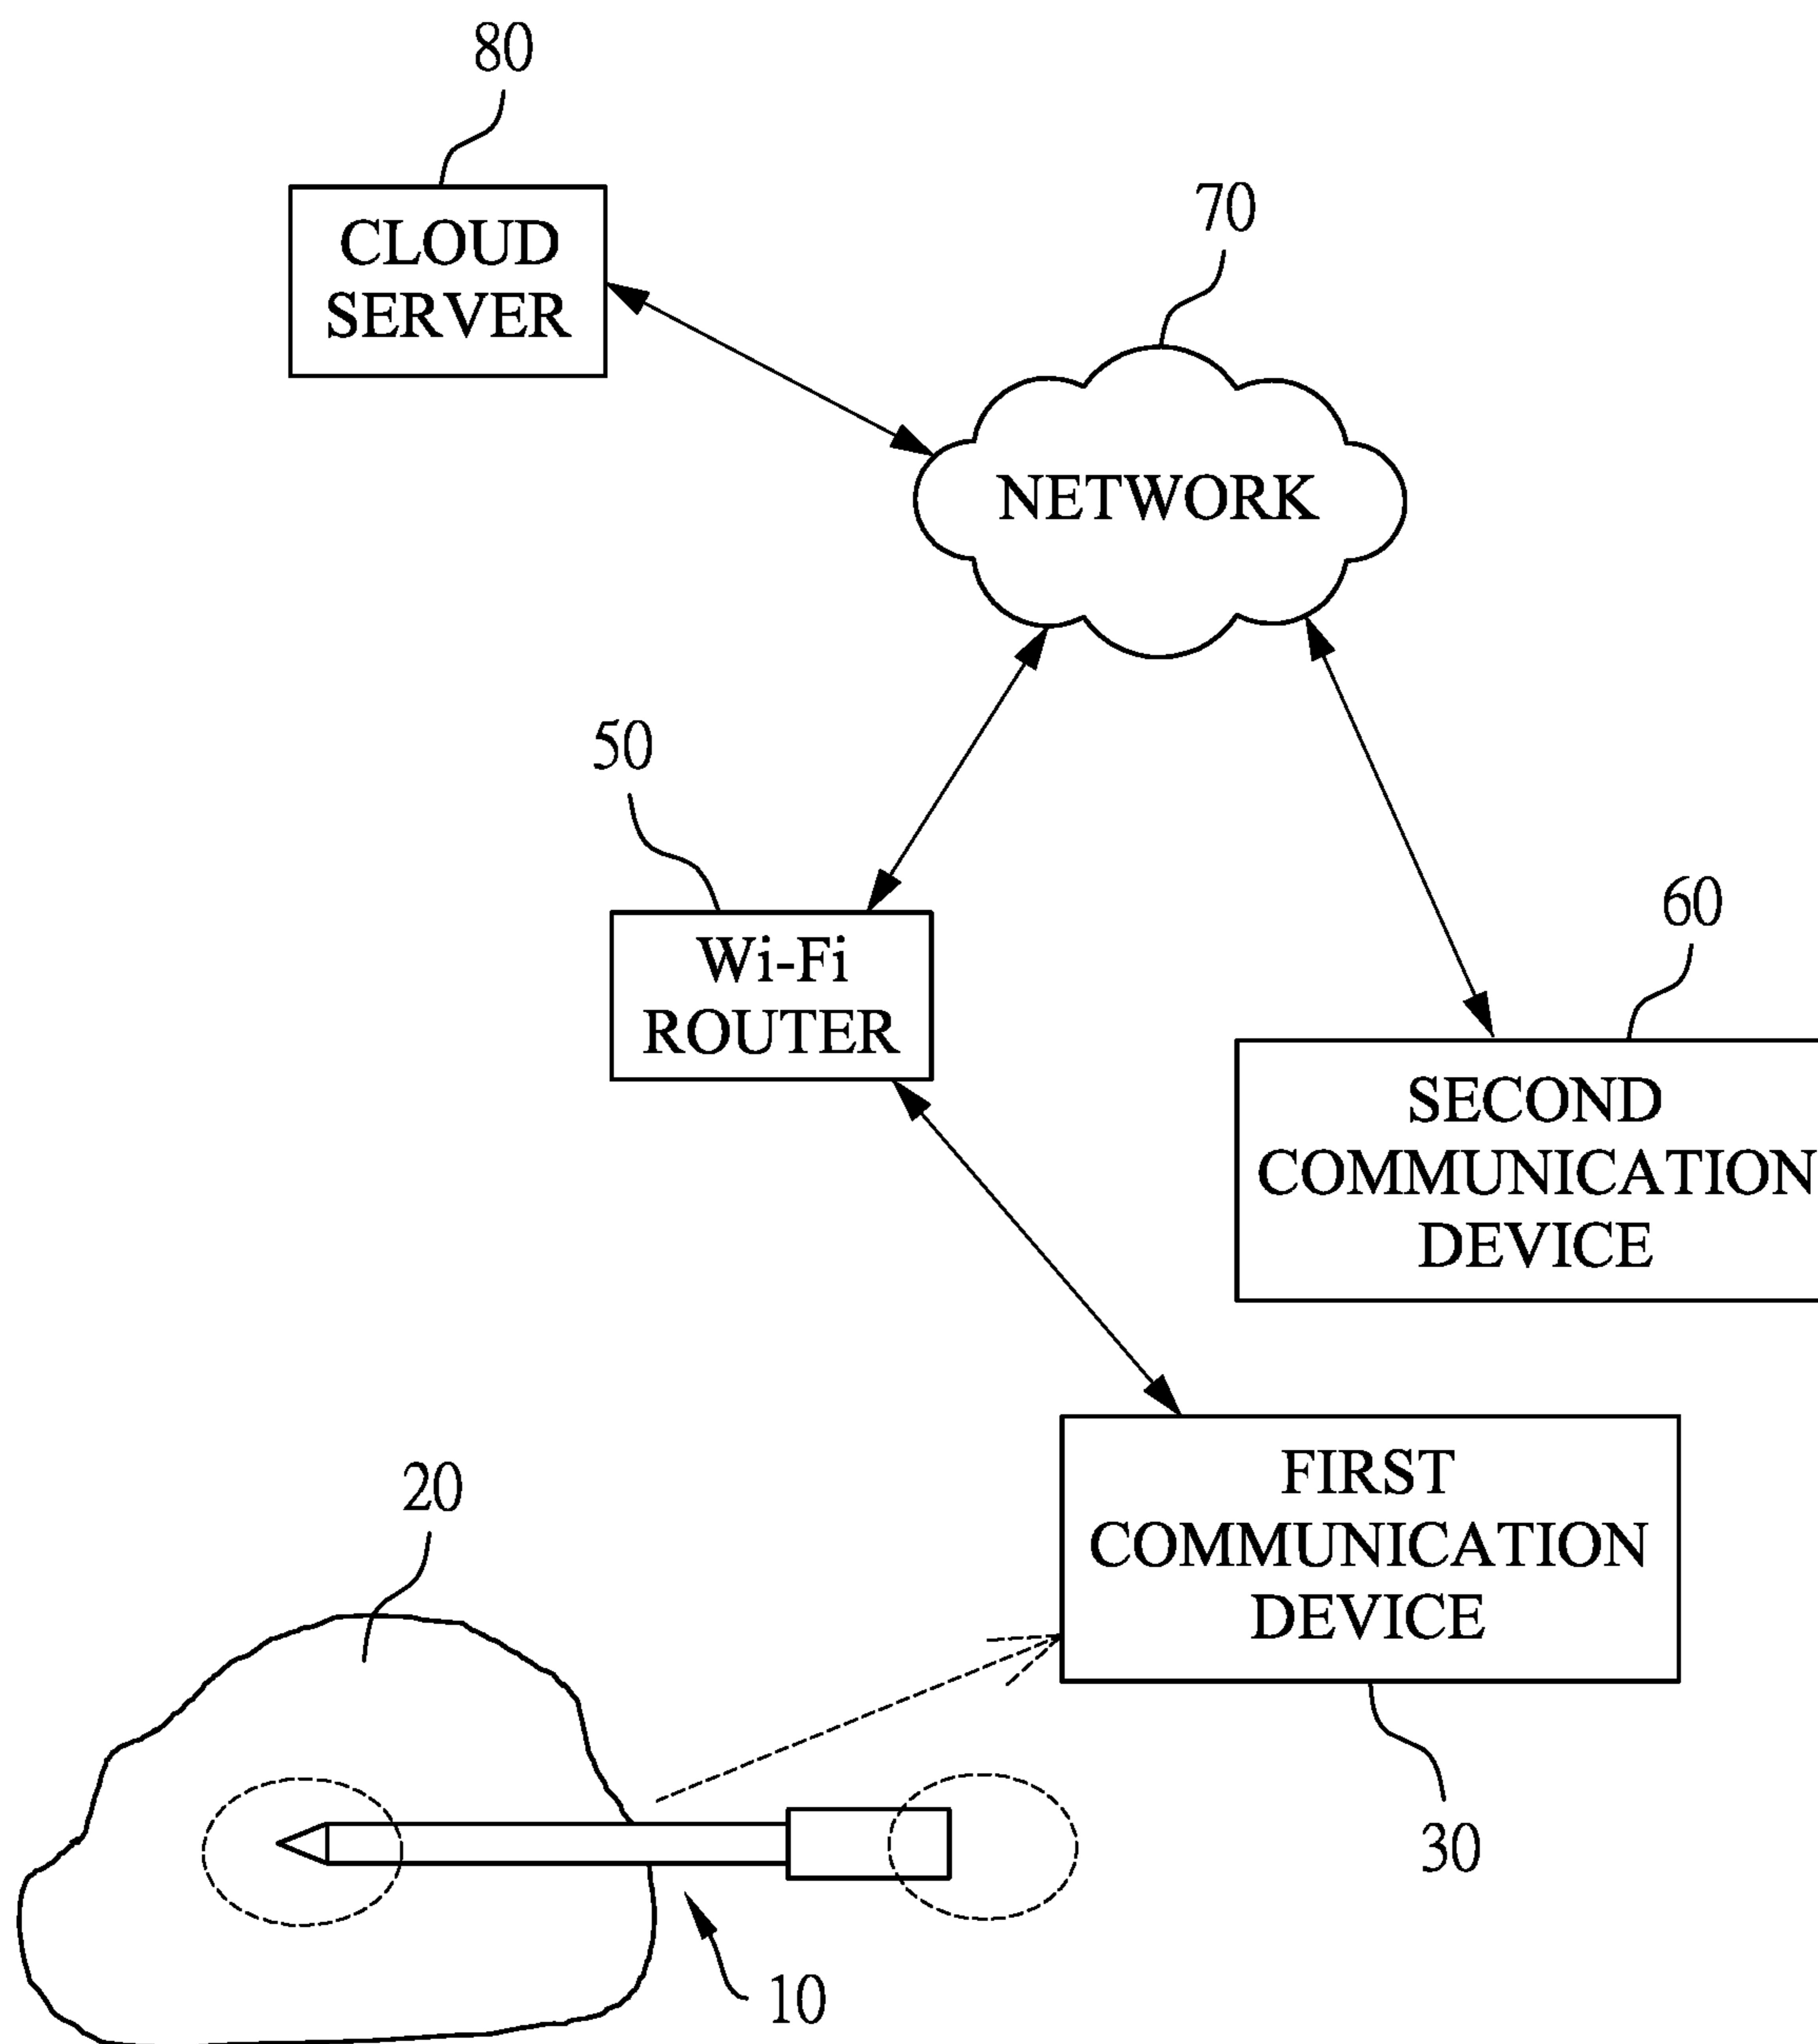 80
CLOUD
SERVER
70
NETWORK
50
Wi-Fi
ROUTER
60
SECOND
COMMUNICATION
DEVICE
FIRST
COMMUNICATION
DEVICE
20
30
10